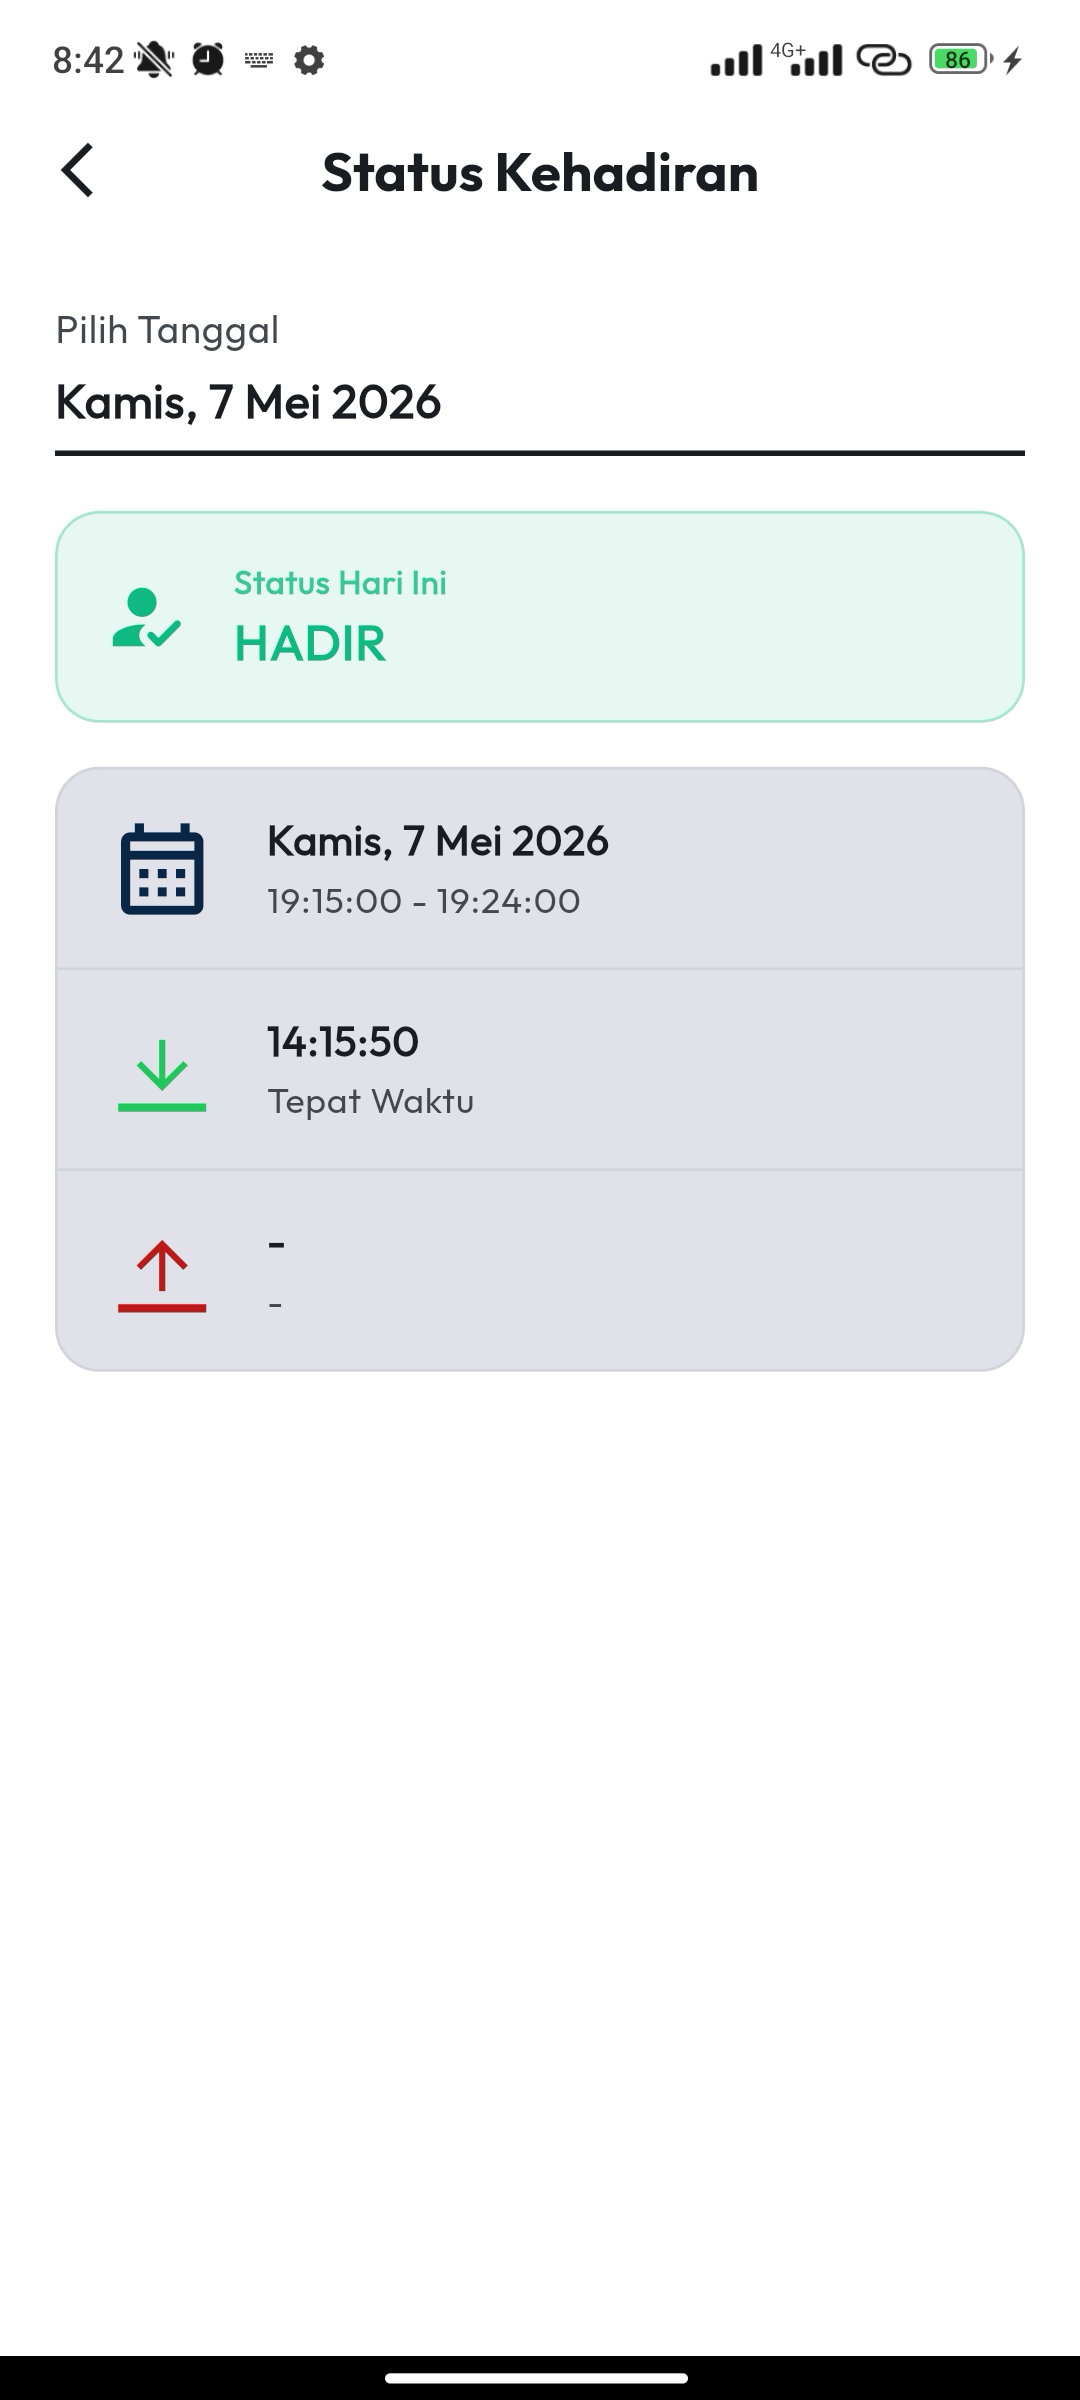 8:42 4G+ 86
Status Kehadiran
Pilih Tanggal
Kamis, 7 Mei 2026
Status Hari Ini
HADIR
Kamis, 7 Mei 2026
19:15:00 - 19:24:00
14:15:50
Tepat Waktu
-
-